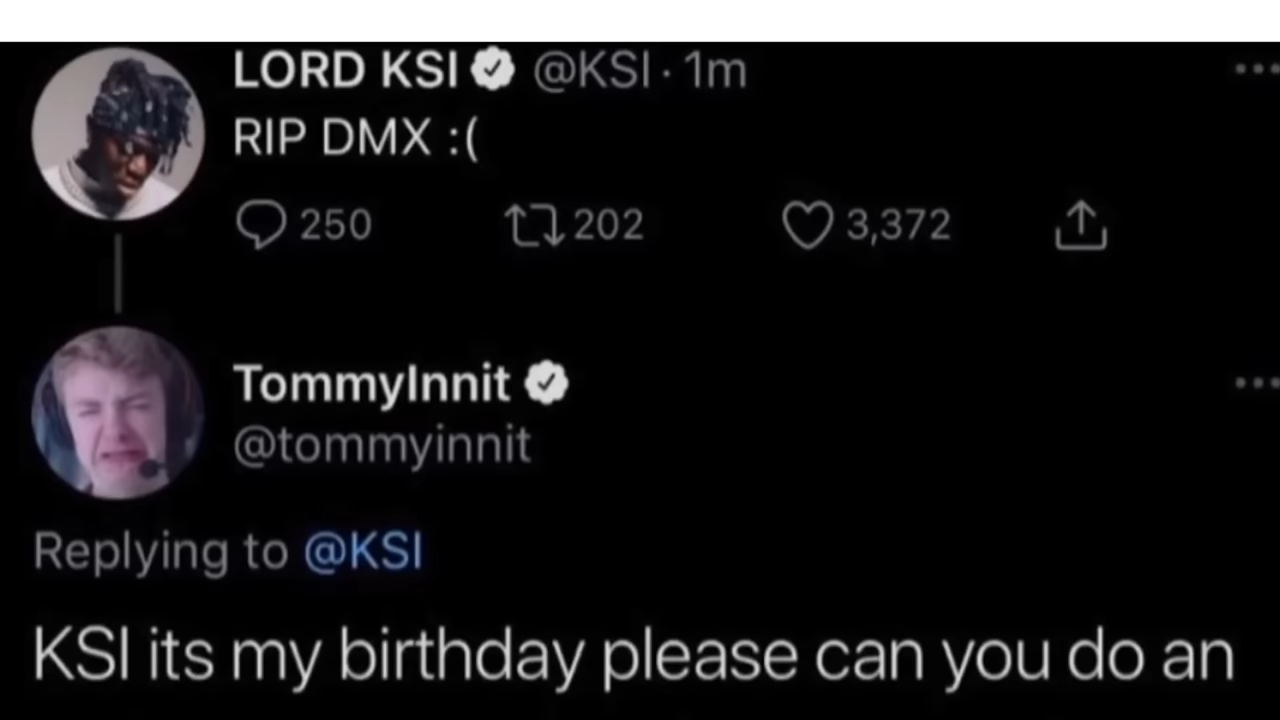 LORD KSI @KSI · 1m
RIP DMX :(
250 202 3,372
TommyInnit
@tommyinnit
Replying to @KSI
KSI its my birthday please can you do an